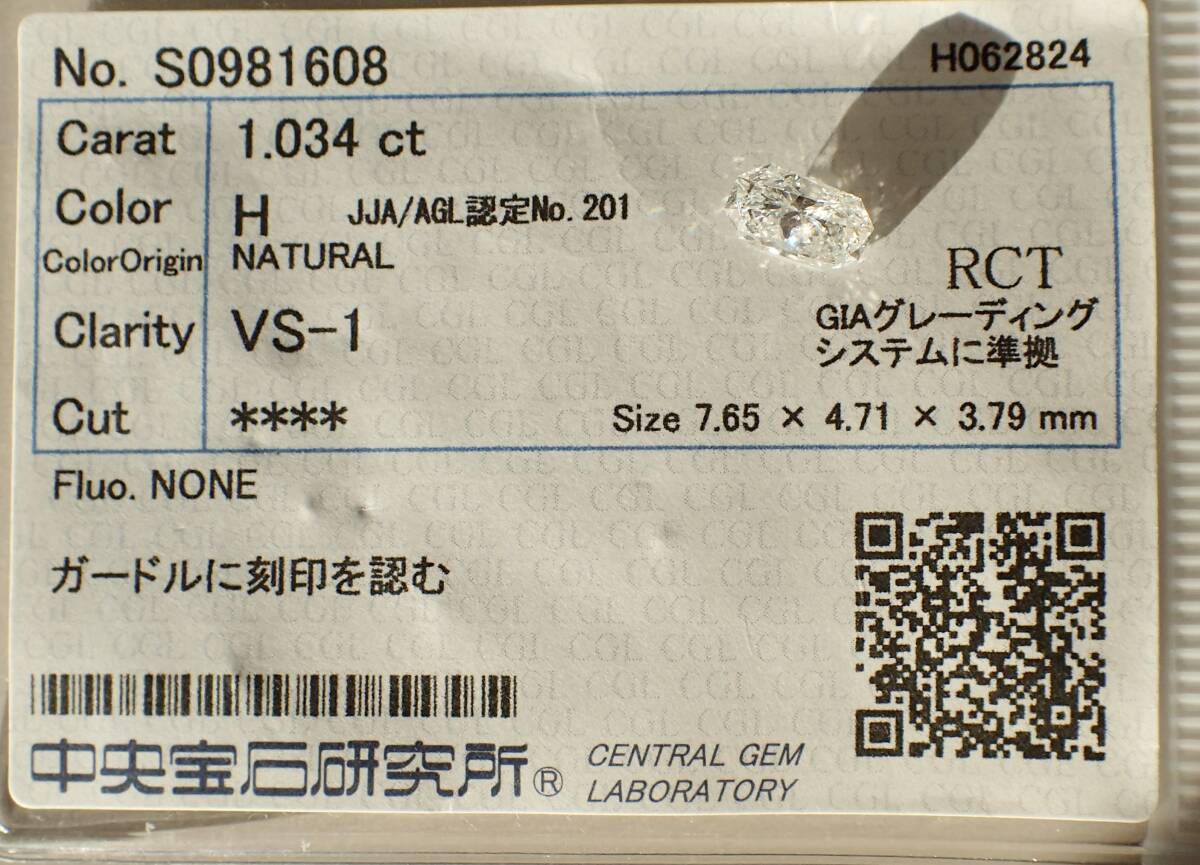 No. S0981608
H062824
Carat 1.034 ct
Color H JJA/AGL認定No. 201
ColorOrigin NATURAL
RCT
Clarity VS-1
GIAグレーディング
システムに準拠
Cut ****
Size 7.65 × 4.71 × 3.79 mm
Fluo. NONE
ガードルに刻印を認む
中央宝石研究所® CENTRAL GEM
LABORATORY